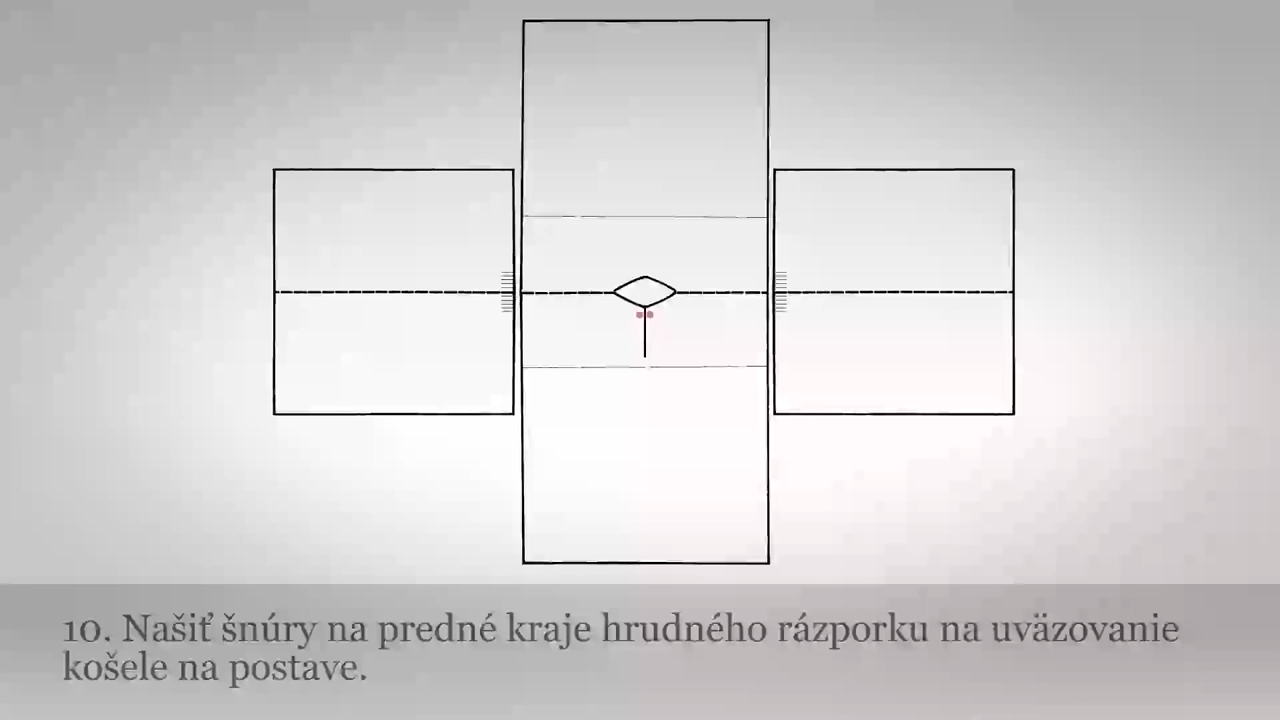 10. Našiť šnúry na predné kraje hrudného rázporku na uväzovanie
košele na postave.